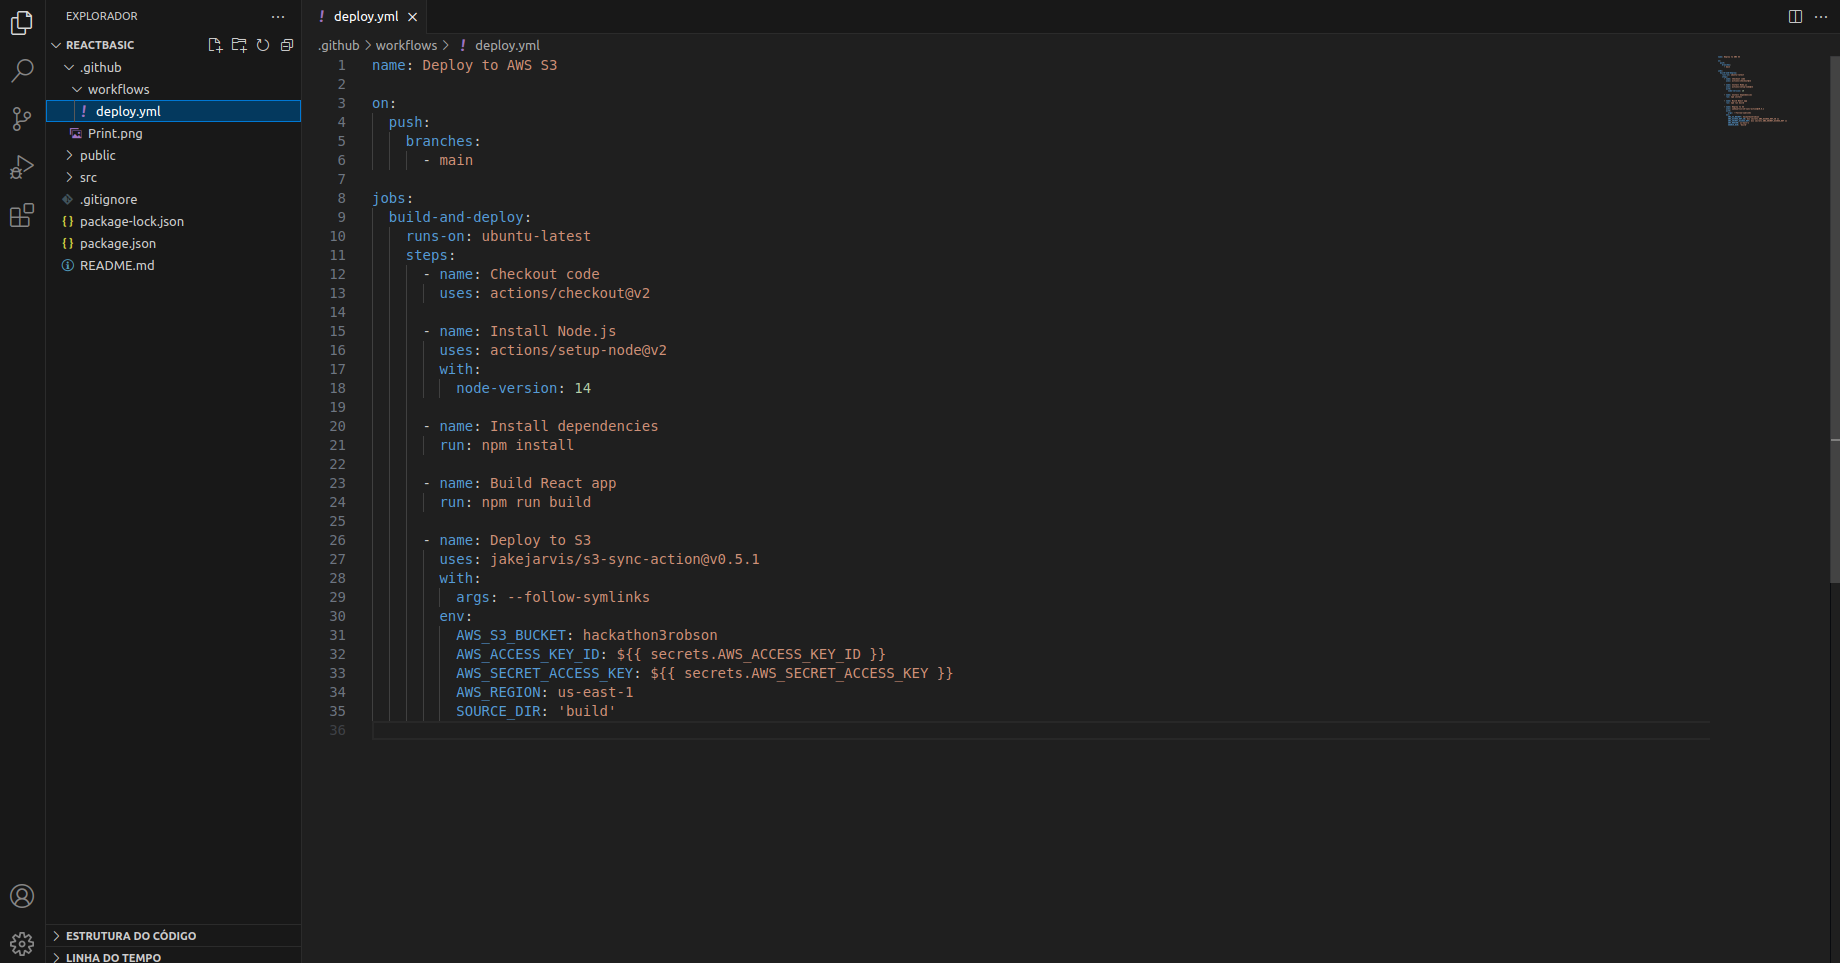 EXPLORADOR
REACTBASIC
.github
workflows
deploy.yml
Print.png
public
src
.gitignore
package-lock.json
package.json
README.md
ESTRUTURA DO CÓDIGO
LINHA DO TEMPO
deploy.yml
.github > workflows > ! deploy.yml
1 name: Deploy to AWS S3
2
3 on:
4 push:
5 branches:
6 - main
7
8 jobs:
9 build-and-deploy:
10 runs-on: ubuntu-latest
11 steps:
12 - name: Checkout code
13 uses: actions/checkout@v2
14
15 - name: Install Node.js
16 uses: actions/setup-node@v2
17 with:
18 node-version: 14
19
20 - name: Install dependencies
21 run: npm install
22
23 - name: Build React app
24 run: npm run build
25
26 - name: Deploy to S3
27 uses: jakejarvis/s3-sync-action@v0.5.1
28 with:
29 args: --follow-symlinks
30 env:
31 AWS_S3_BUCKET: hackathon3robson
32 AWS_ACCESS_KEY_ID: ${{ secrets.AWS_ACCESS_KEY_ID }}
33 AWS_SECRET_ACCESS_KEY: ${{ secrets.AWS_SECRET_ACCESS_KEY }}
34 AWS_REGION: us-east-1
35 SOURCE_DIR: 'build'
36